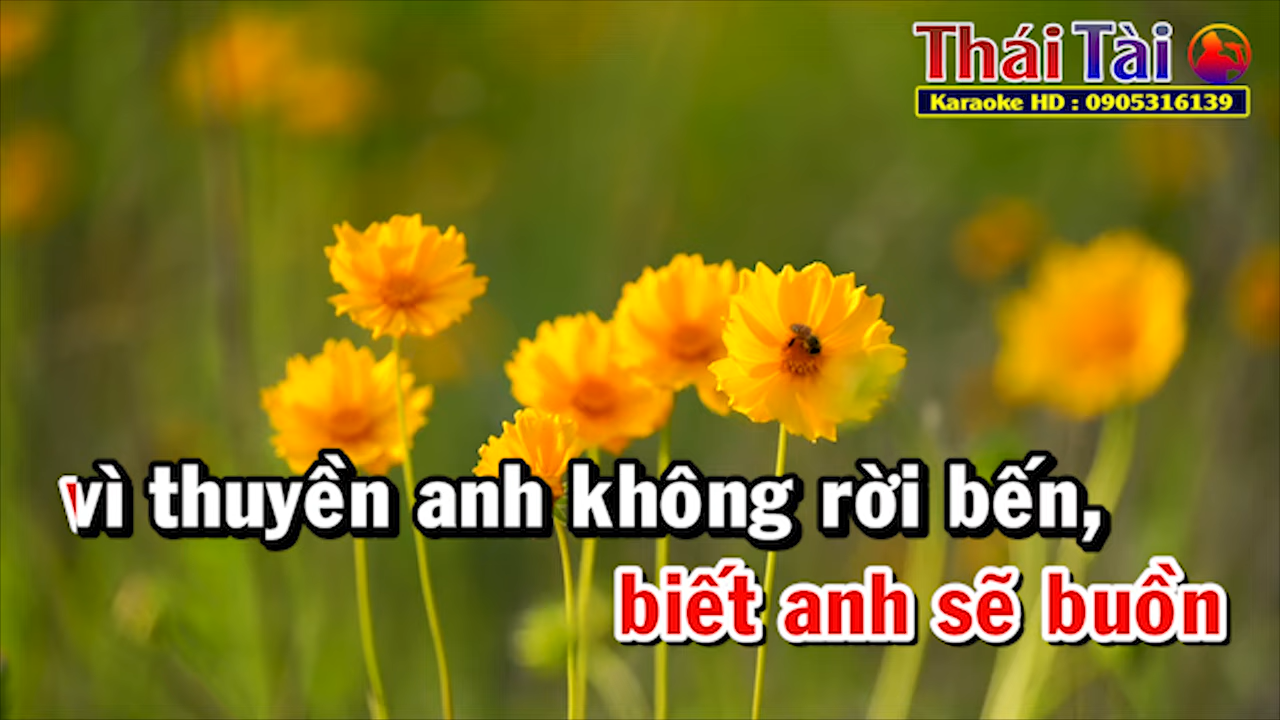 Thái Tài
Karaoke HD : 0905316139
vì thuyền anh không rời bến,
biết anh sẽ buồn